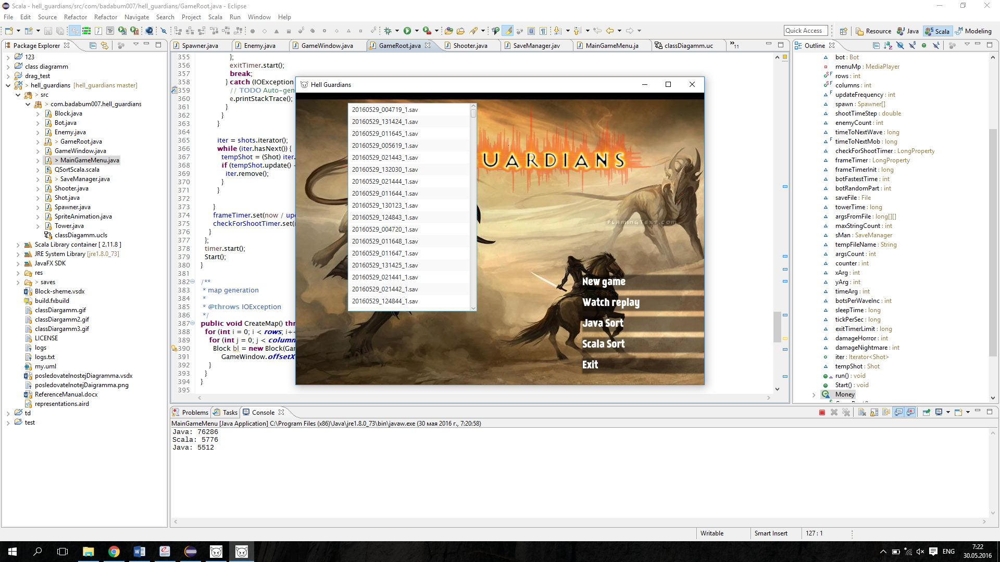 Scala - hell_guardians/src/com/badabum007/hell_guardians/GameRoot.java - Eclipse
File Edit Source Refactor Refactor Navigate Search Scala Project Scala Run Window Help
Quick Access Resource Java Scala Modeling
Package Explorer
123
class diagramm
drag_test
> hell_guardians [hell_guardians master]
> src
> com.badabum007.hell_guardians
Block.java
Bot.java
Enemy.java
> GameRoot.java
GameWindow.java
> MainGameMenu.java
QSortScala.scala
> SaveManager.java
Shooter.java
Shot.java
Spawner.java
SpriteAnimation.java
Tower.java
classDiagamm.ucls
Scala Library container [ 2.11.8 ]
JRE System Library [jre1.8.0_73]
JavaFX SDK
res
> saves
Block-sheme.vsdx
build.fxbuild
classDiargamm.gif
classDiargamm2.gif
classDiargamm3.gif
LICENSE
logs
logs.txt
my.uml
posledovatelnostejDiagramma.vsdx
posledovatelnotejDaigramma.png
ReferenceManual.docx
representations.aird
td
test
Spawner.java Enemy.java GameWindow.java GameRoot.java Shooter.java SaveManager.jav MainGameMenu.ja classDiagamm.uc »11
355 };
356 exitTimer.start();
357 break;
358 } catch (IOException
359 // TODO Auto-gen
360 e.printStackTrace();
361 }
362 }
363 }
364
365 iter = shots.iterator();
366 while (iter.hasNext()) {
367 tempShot = (Shot) iter.
368 if (tempShot.update() -
369 iter.remove();
370 }
371 }
372
373 }
374 frameTimer.set(now / up
375 checkForShootTimer.set(
376 }
377 };
378 timer.start();
379 Start();
380 }
381
382 /**
383 * map generation
384 *
385 * @throws IOException
386 */
387 public void CreateMap() thr
388 for (int i = 0; i < rows; i+
389 for (int j = 0; j < column
390 Block bl = new Block(Ga
391 GameWindow.offsetX
392 }
393 }
394 }
395
Hell Guardians
20160529_004719_1.sav
20160529_131424_1.sav
20160529_011645_1.sav
20160529_005619_1.sav
20160529_021443_1.sav
20160529_132030_1.sav
20160529_021444_1.sav
20160529_011644_1.sav
20160529_130123_1.sav
20160529_124843_1.sav
20160529_004720_1.sav
20160529_011648_1.sav
20160529_011647_1.sav
20160529_131425_1.sav
20160529_021441_1.sav
20160529_021442_1.sav
20160529_124844_1.sav
UARDIANS
FlamingText.com
New game
Watch replay
Java Sort
Scala Sort
Exit
Outline
bot : Bot
menuMp : MediaPlayer
rows : int
columns : int
updateFrequency : int
spawn : Spawner[]
shootTimeStep : double
enemyCount : int
timeToNextWave : long
timeToNextMob : long
checkForShootTimer : LongProperty
frameTimer : LongProperty
frameTimerInit : long
botFastestTime : int
botRandomPart : int
saveFile : File
towerTime : long
argsFromFile : long[][]
maxStringCount : int
sMan : SaveManager
tempFileName : String
argsCount : int
counter : int
xArg : int
yArg : int
timeArg : int
botsPerWaveInc : int
sleepTime : long
tickPerSec : long
exitTimerLimit : long
damageHorror : int
damageNightmare : int
iter : Iterator<Shot>
tempShot : Shot
run() : void
Start() : void
Money
Problems Tasks Console
MainGameMenu [Java Application] C:\Program Files (x86)\Java\jre1.8.0_73\bin\javaw.exe (30 мая 2016 г., 7:20:58)
Java: 76286
Scala: 5776
Java: 5512
Writable Smart Insert 127 : 1
ENG 7:22
30.05.2016